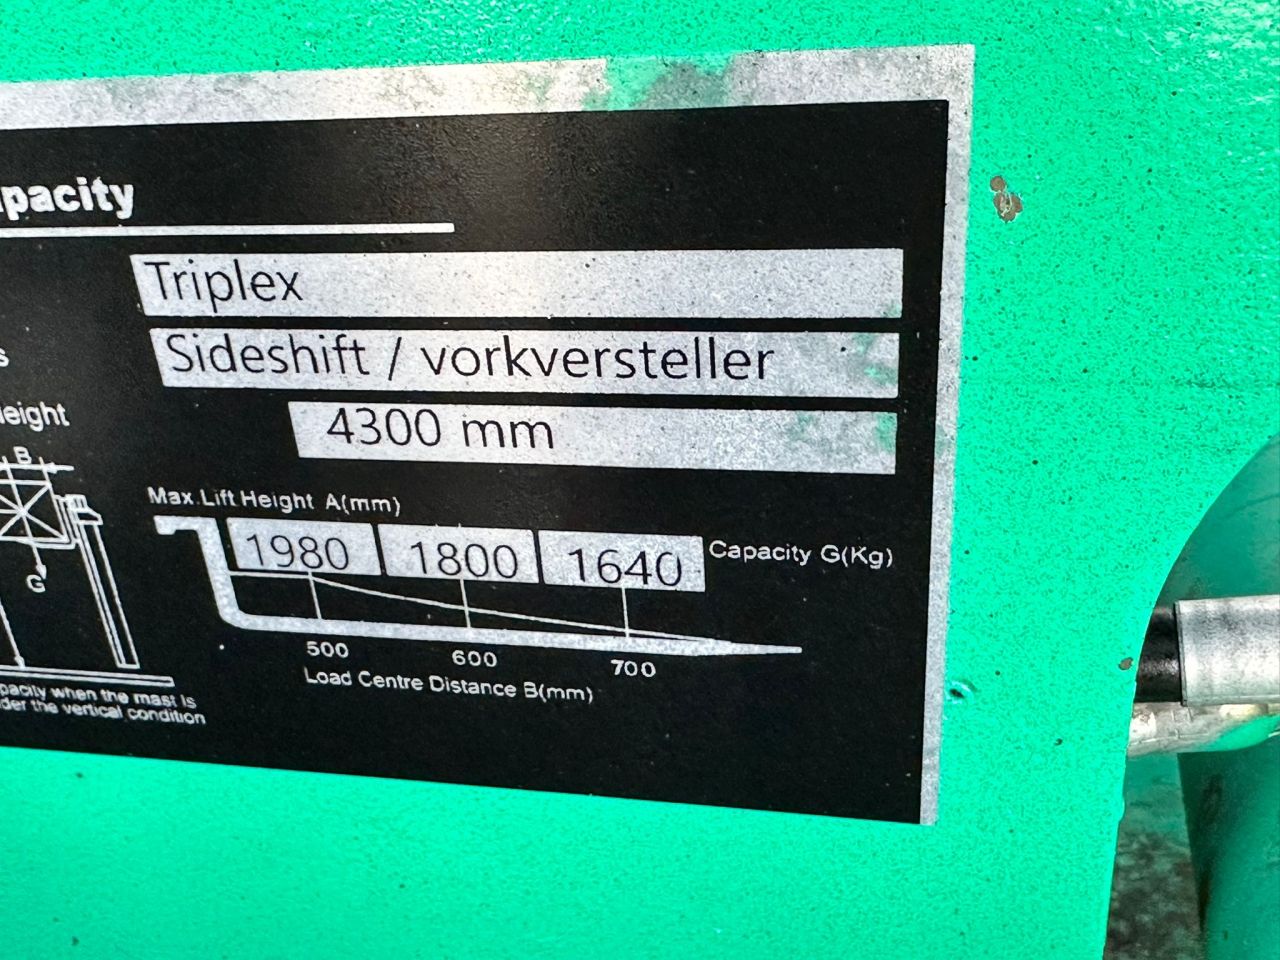 pacity
Triplex
Sideshift / vorkversteller
eight
4300 mm
B
Max.Lift Height A(mm)
1980 1800 1640 Capacity G(Kg)
G
500 600 700
Load Centre Distance B(mm)
pacity when the mast is
der the vertical condition